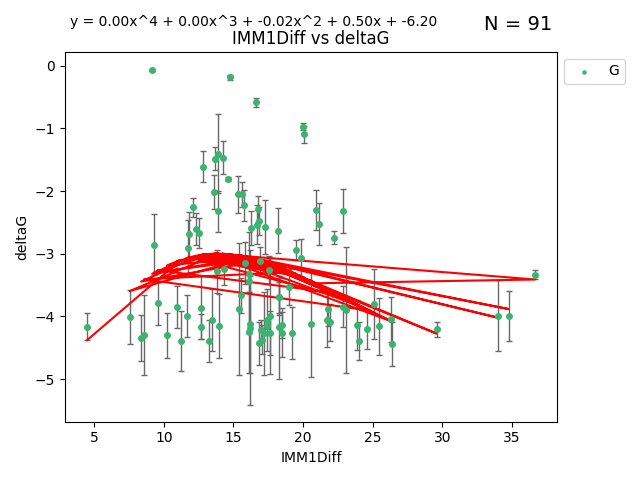 y = 0.00x^4 + 0.00x^3 + -0.02x^2 + 0.50x + -6.20
N = 91
IMM1Diff vs deltaG
G
0
−1
−2
−3
−4
−5
deltaG
5 10 15 20 25 30 35
IMM1Diff